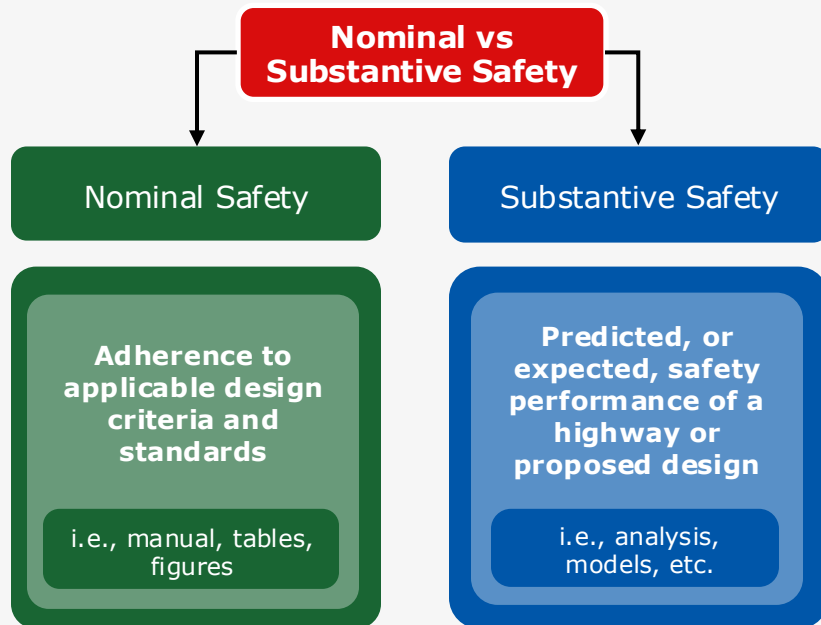 Nominal vs
Substantive Safety
Nominal Safety
Substantive Safety
Adherence to
applicable design
criteria and
standards
i.e., manual, tables,
figures
Predicted, or
expected, safety
performance of a
highway or
proposed design
i.e., analysis,
models, etc.